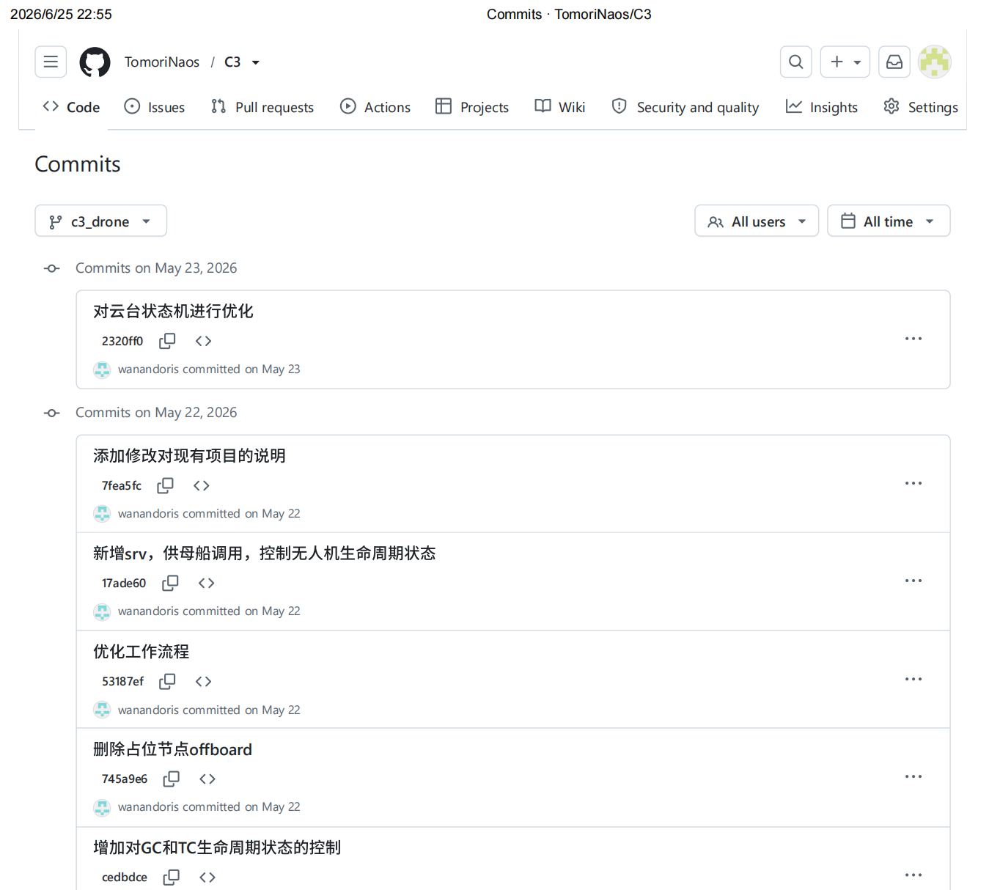 2026/6/25 22:55
Commits · TomoriNaos/C3
TomoriNaos / C3
Code
Issues
Pull requests
Actions
Projects
Wiki
Security and quality
Insights
Settings
Commits
c3_drone
All users
All time
Commits on May 23, 2026
对云台状态机进行优化
2320ff0
wanandoris committed on May 23
Commits on May 22, 2026
添加修改对现有项目的说明
7fea5fc
wanandoris committed on May 22
新增srv，供母船调用，控制无人机生命周期状态
17ade60
wanandoris committed on May 22
优化工作流程
53187ef
wanandoris committed on May 22
删除占位节点offboard
745a9e6
wanandoris committed on May 22
增加对GC和TC生命周期状态的控制
cedbdce